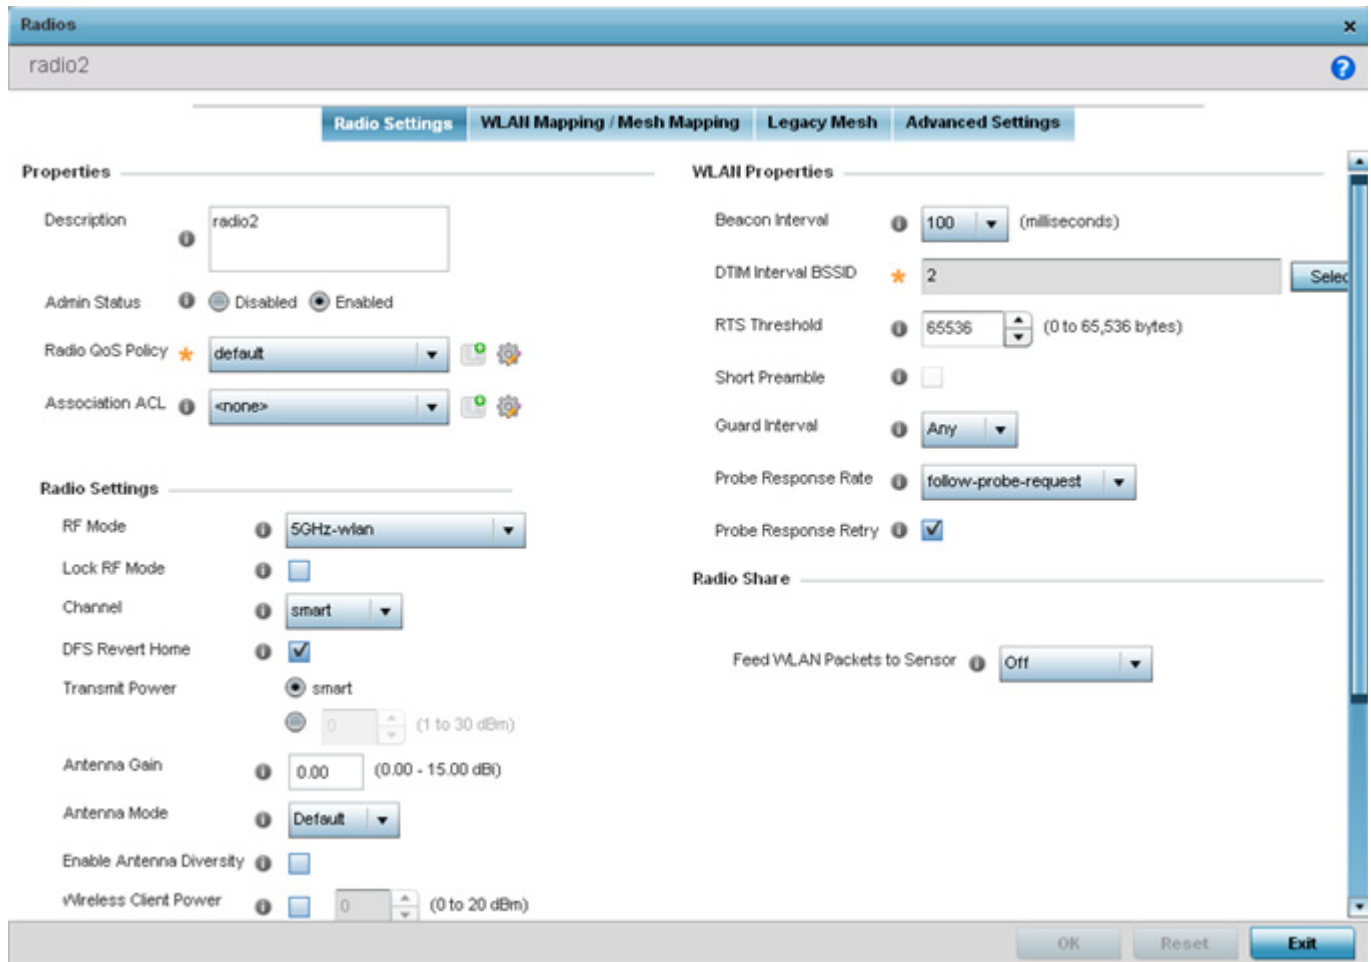 Radios
radio2
Radio Settings WLAN Mapping / Mesh Mapping Legacy Mesh Advanced Settings
Properties
Description radio2
Admin Status Disabled Enabled
Radio QoS Policy * default
Association ACL <none>
Radio Settings
RF Mode 5GHz-wlan
Lock RF Mode
Channel smart
DFS Revert Home
Transmit Power smart
0 (1 to 30 dBm)
Antenna Gain 0.00 (0.00 - 15.00 dBi)
Antenna Mode Default
Enable Antenna Diversity
Wireless Client Power 0 (0 to 20 dBm)
WLAN Properties
Beacon Interval 100 (milliseconds)
DTIM Interval BSSID * 2 Selec
RTS Threshold 65536 (0 to 65,536 bytes)
Short Preamble
Guard Interval Any
Probe Response Rate follow-probe-request
Probe Response Retry
Radio Share
Feed WLAN Packets to Sensor Off
OK Reset Exit